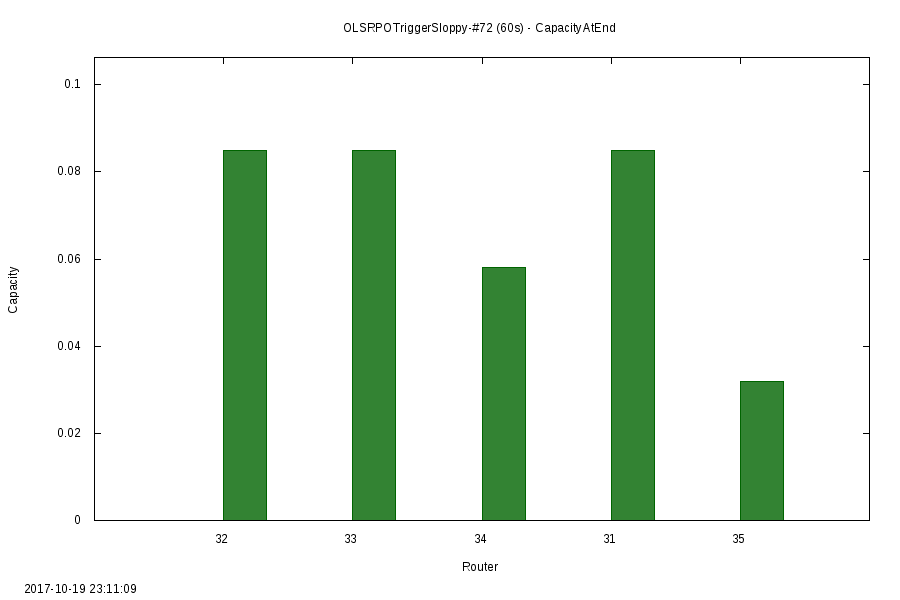 OLSRPOTriggerSloppy-#72 (60s) - CapacityAtEnd
0.1
0.08
0.06
0.04
0.02
0
Capacity
32 33 34 31 35
Router
2017-10-19 23:11:09